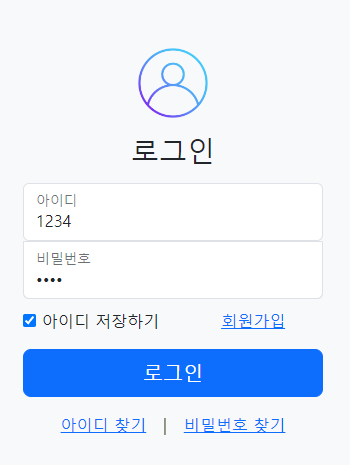 로그인
아이디
1234
비밀번호
••••
아이디 저장하기 회원가입
로그인
아이디 찾기 | 비밀번호 찾기